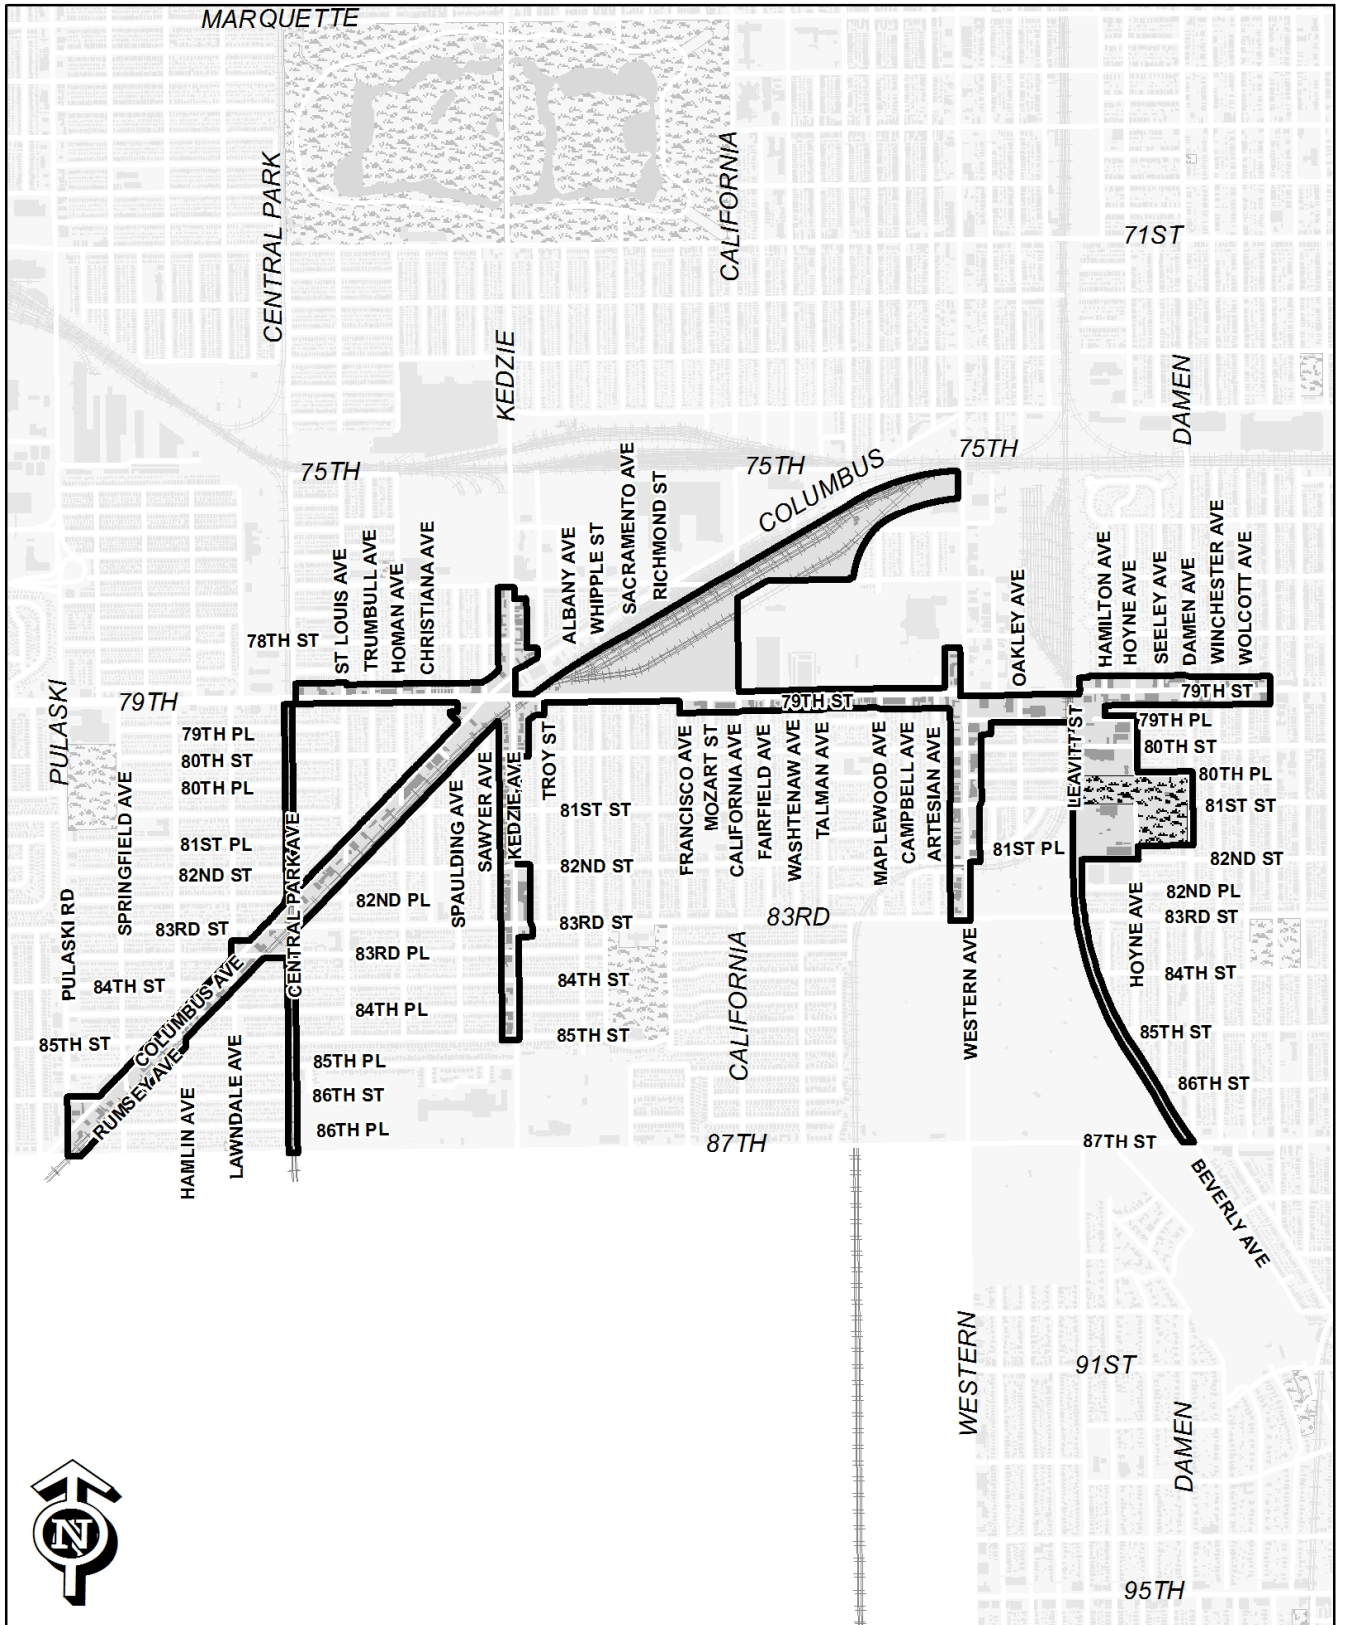 MARQUETTE
CENTRAL PARK
CALIFORNIA
71ST
KEDZIE
DAMEN
75TH
75TH
75TH
COLUMBUS
ST LOUIS AVE
TRUMBULL AVE
HOMAN AVE
CHRISTIANA AVE
ALBANY AVE
WHIPPLE ST
SACRAMENTO AVE
RICHMOND ST
OAKLEY AVE
HAMILTON AVE
HOYNE AVE
SEELEY AVE
DAMEN AVE
WINCHESTER AVE
WOLCOTT AVE
78TH ST
PULASKI
79TH
79TH ST
79TH ST
79TH PL
80TH ST
80TH PL
81ST PL
82ND ST
83RD ST
84TH ST
85TH ST
SPRINGFIELD AVE
PULASKI RD
CENTRAL PARK AVE
COLUMBUS AVE
RUMSEY AVE
HAMLIN AVE
LAWNDALE AVE
82ND PL
83RD PL
84TH PL
85TH PL
86TH ST
86TH PL
SPAULDING AVE
SAWYER AVE
KEDZIE AVE
TROY ST
81ST ST
82ND ST
83RD ST
84TH ST
85TH ST
FRANCISCO AVE
MOZART ST
CALIFORNIA AVE
FAIRFIELD AVE
WASHTENAW AVE
TALMAN AVE
MAPLEWOOD AVE
CAMPBELL AVE
ARTESIAN AVE
83RD
CALIFORNIA
87TH
WESTERN AVE
81ST PL
LEAVITT ST
79TH PL
80TH ST
80TH PL
81ST ST
82ND ST
82ND PL
83RD ST
84TH ST
85TH ST
86TH ST
87TH ST
HOYNE AVE
BEVERLY AVE
WESTERN
91ST
DAMEN
95TH
N